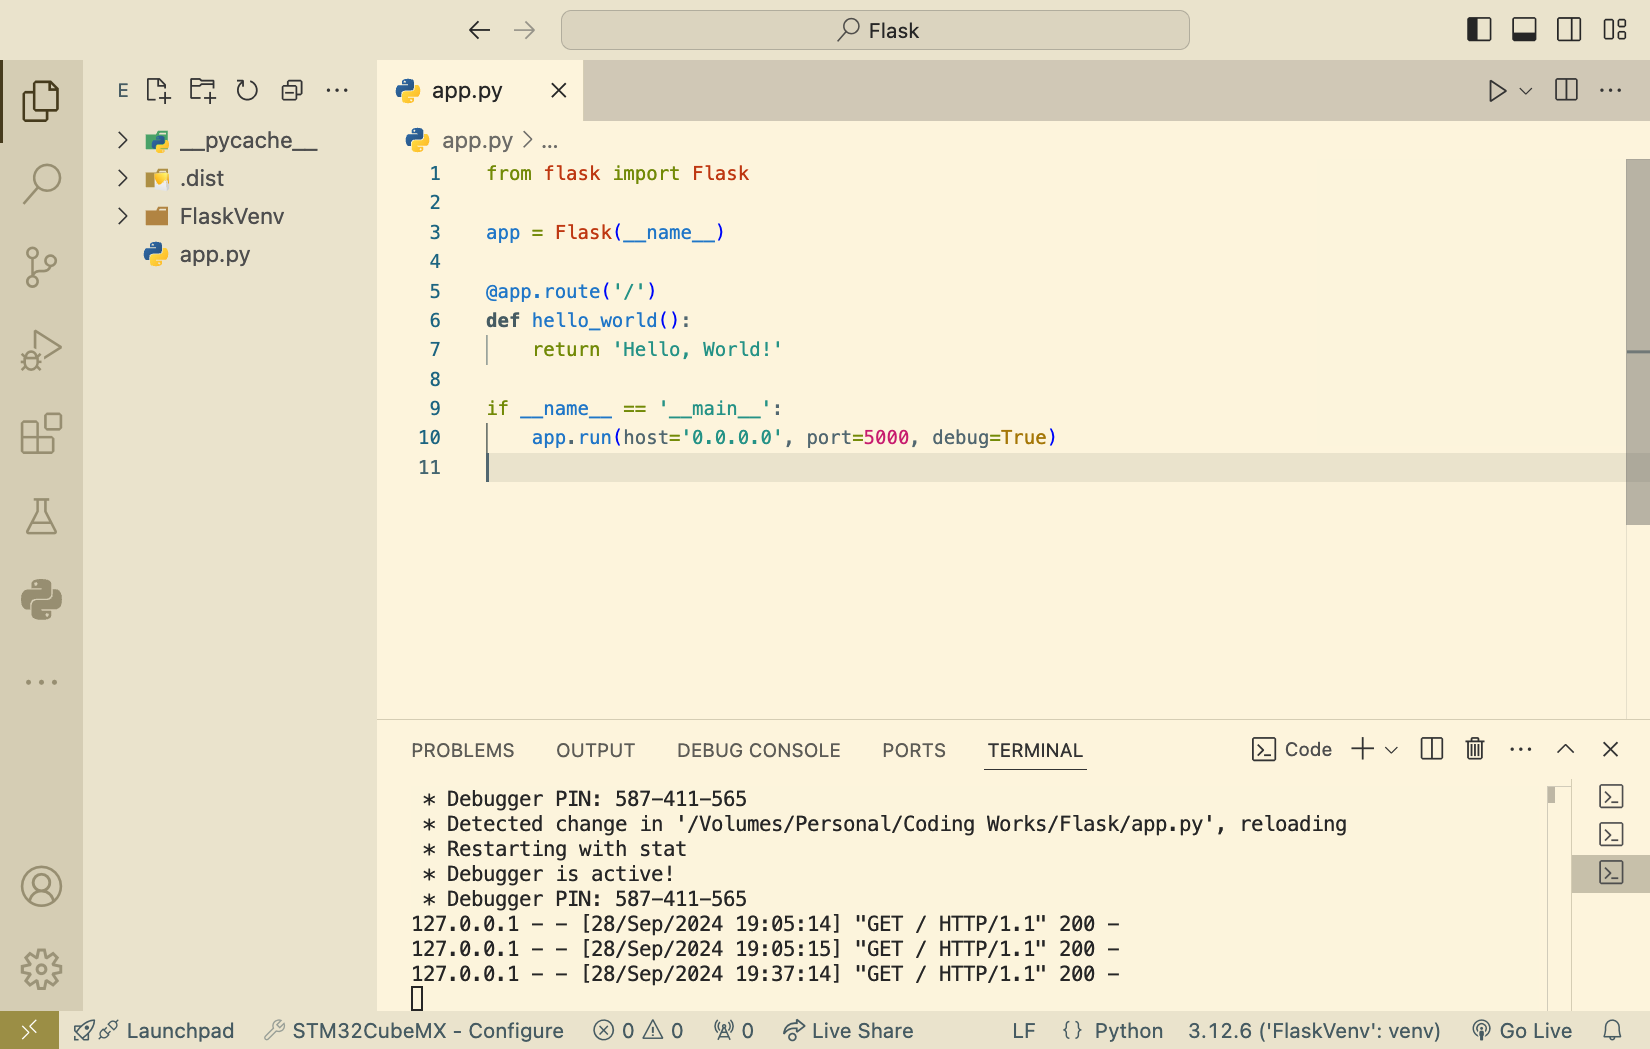 Flask
E
app.py
__pycache__
.dist
FlaskVenv
app.py
app.py > ...
1 from flask import Flask
2
3 app = Flask(__name__)
4
5 @app.route('/')
6 def hello_world():
7     return 'Hello, World!'
8
9 if __name__ == '__main__':
10     app.run(host='0.0.0.0', port=5000, debug=True)
11
PROBLEMS OUTPUT DEBUG CONSOLE PORTS TERMINAL Code
* Debugger PIN: 587-411-565
* Detected change in '/Volumes/Personal/Coding Works/Flask/app.py', reloading
* Restarting with stat
* Debugger is active!
* Debugger PIN: 587-411-565
127.0.0.1 - - [28/Sep/2024 19:05:14] "GET / HTTP/1.1" 200 -
127.0.0.1 - - [28/Sep/2024 19:05:15] "GET / HTTP/1.1" 200 -
127.0.0.1 - - [28/Sep/2024 19:37:14] "GET / HTTP/1.1" 200 -
Launchpad STM32CubeMX - Configure 0 0 0 Live Share LF {} Python 3.12.6 ('FlaskVenv': venv) Go Live